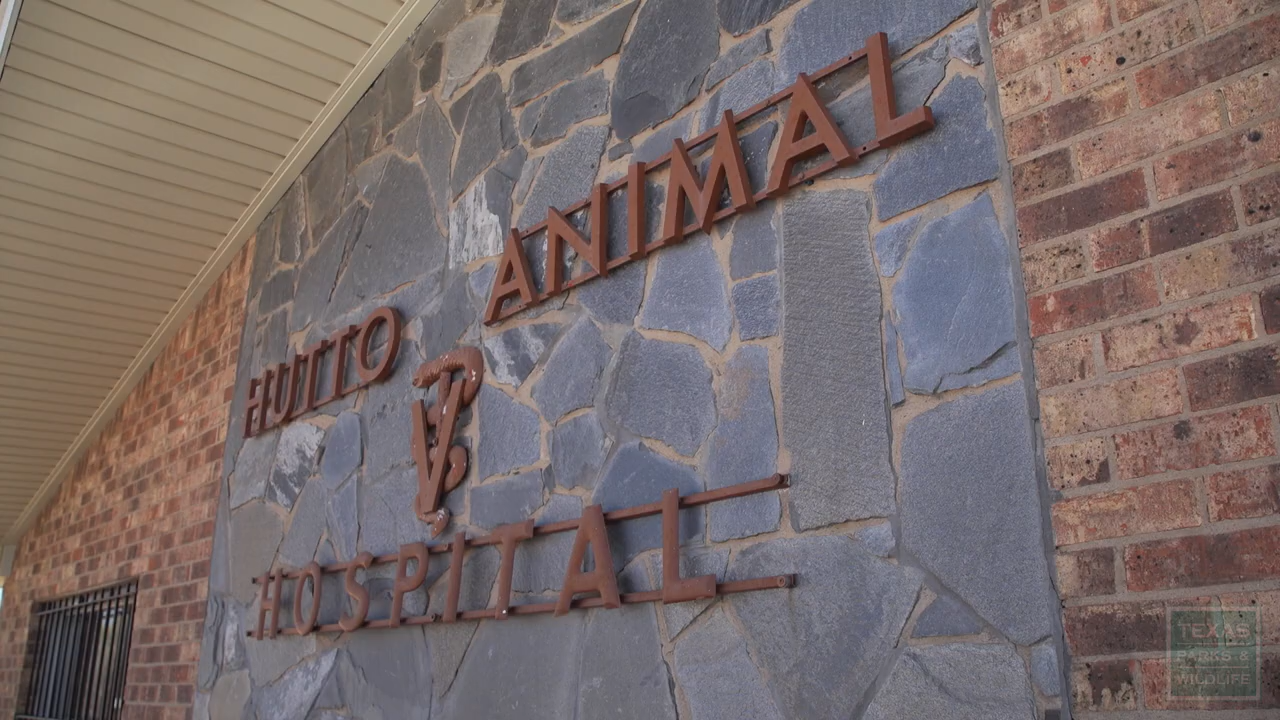 HUTTO ANIMAL
V
HOSPITAL
TEXAS
PARKS &
WILDLIFE